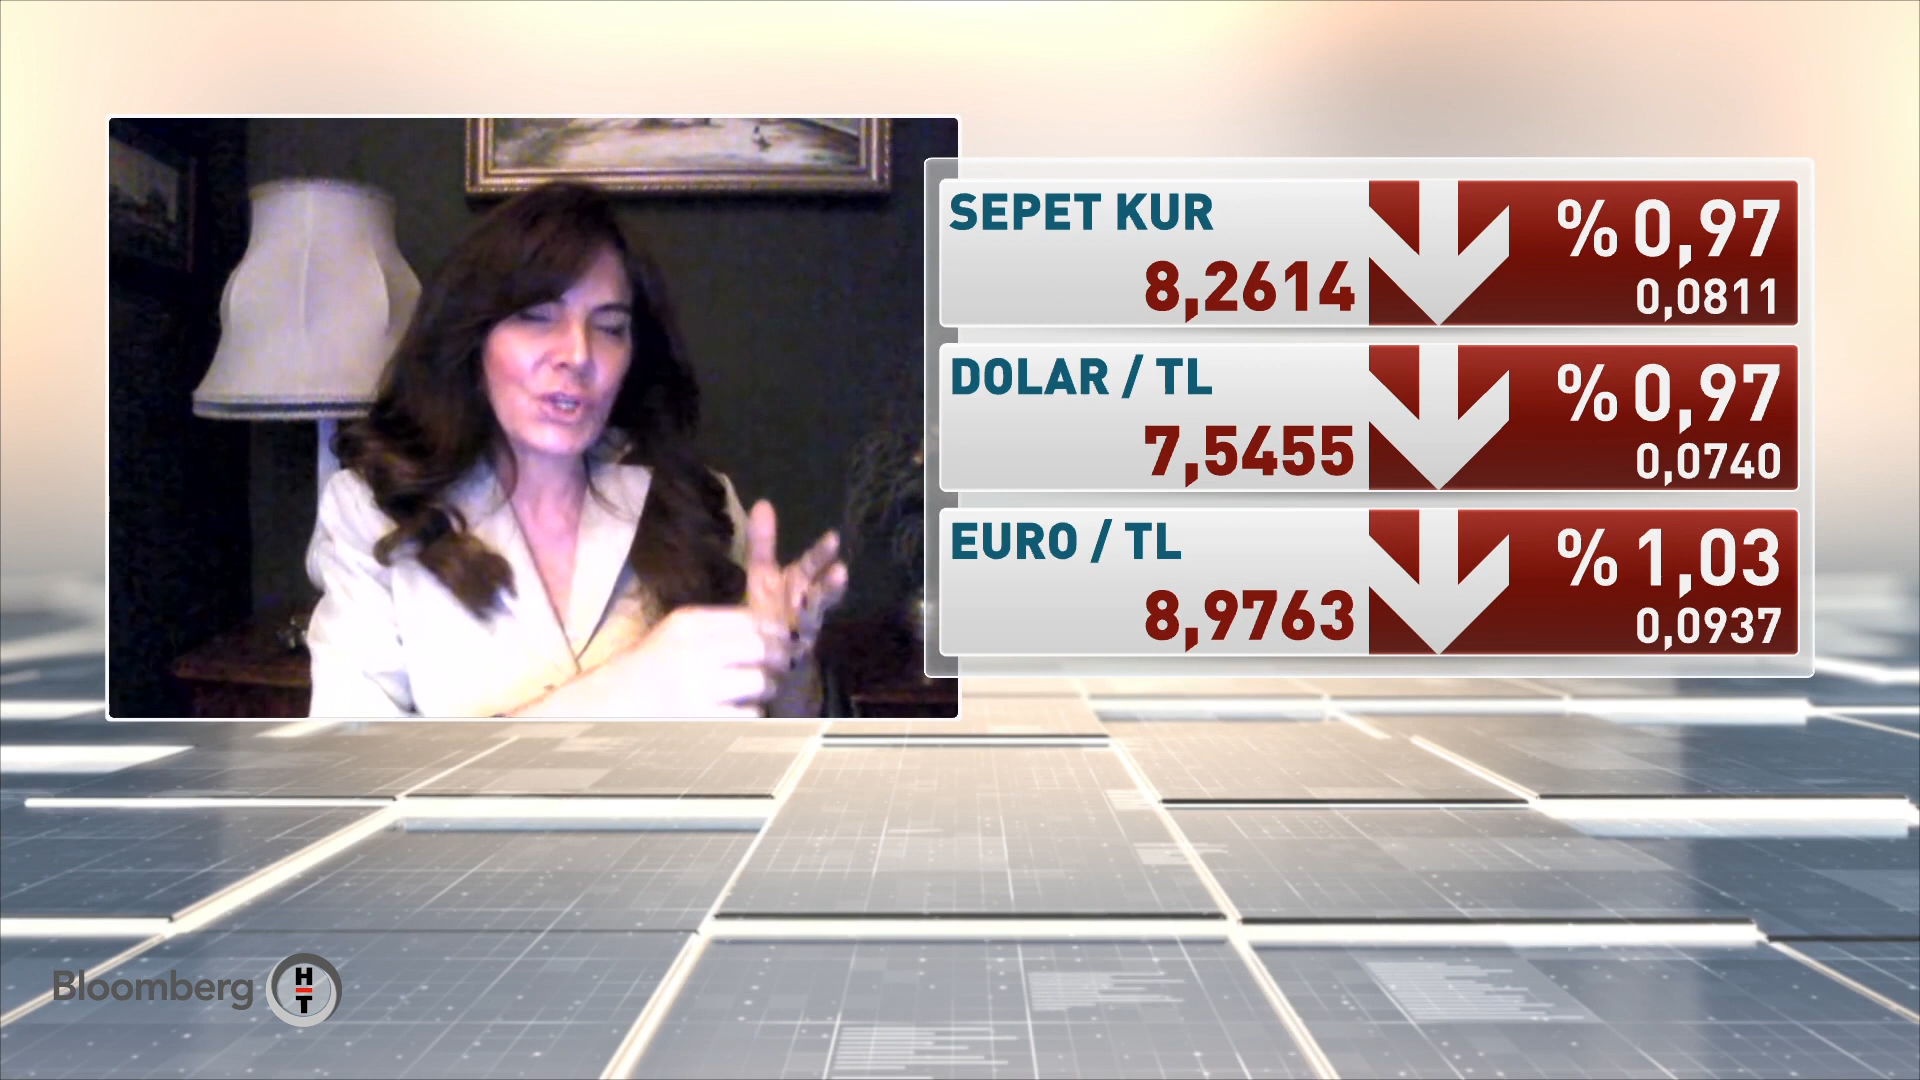 SEPET KUR
8,2614
% 0,97
0,0811
DOLAR / TL
7,5455
% 0,97
0,0740
EURO / TL
8,9763
% 1,03
0,0937
Bloomberg HT